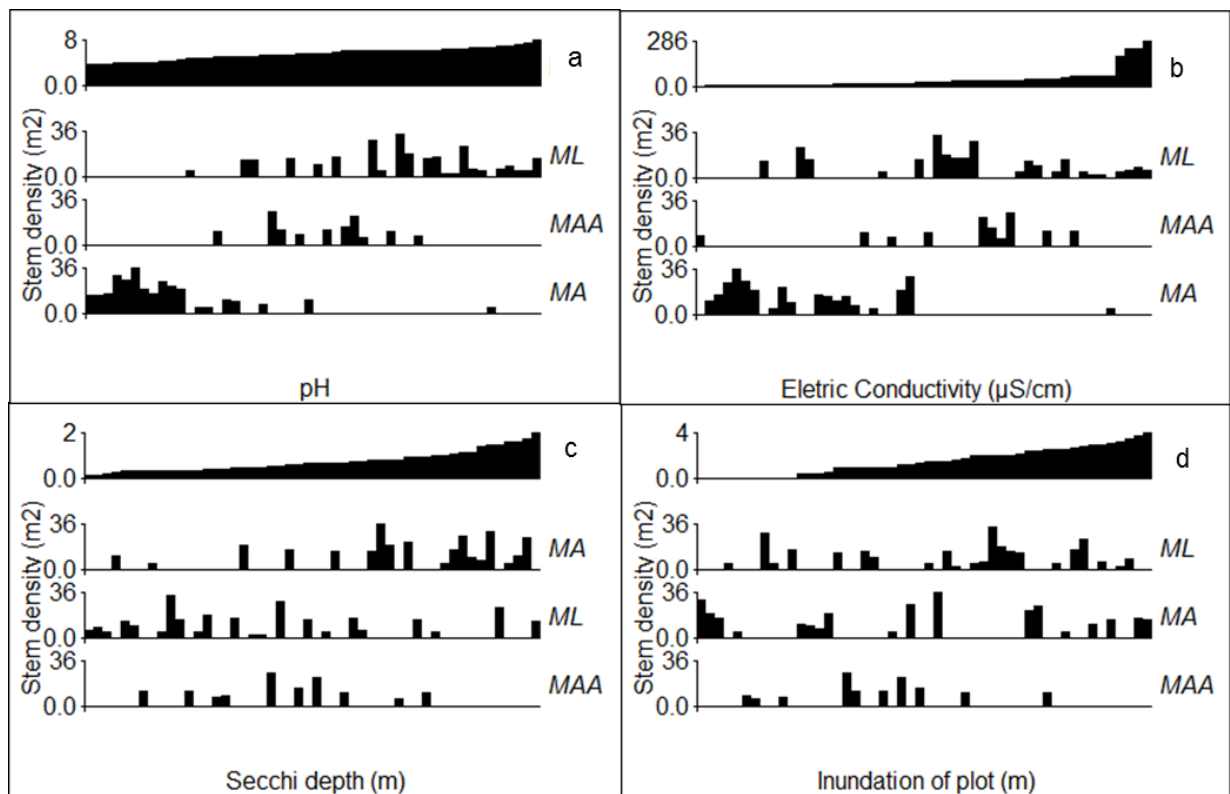 8
0.0
a
Stem density (m2)
36
0.0
ML
36
0.0
MAA
36
0.0
MA
pH
286
0.0
b
Stem density (m2)
36
0.0
ML
36
0.0
MAA
36
0.0
MA
Eletric Conductivity (µS/cm)
2
0.0
c
Stem density (m2)
36
0.0
MA
36
0.0
ML
36
0.0
MAA
Secchi depth (m)
4
0.0
d
Stem density (m2)
36
0.0
ML
36
0.0
MA
36
0.0
MAA
Inundation of plot (m)